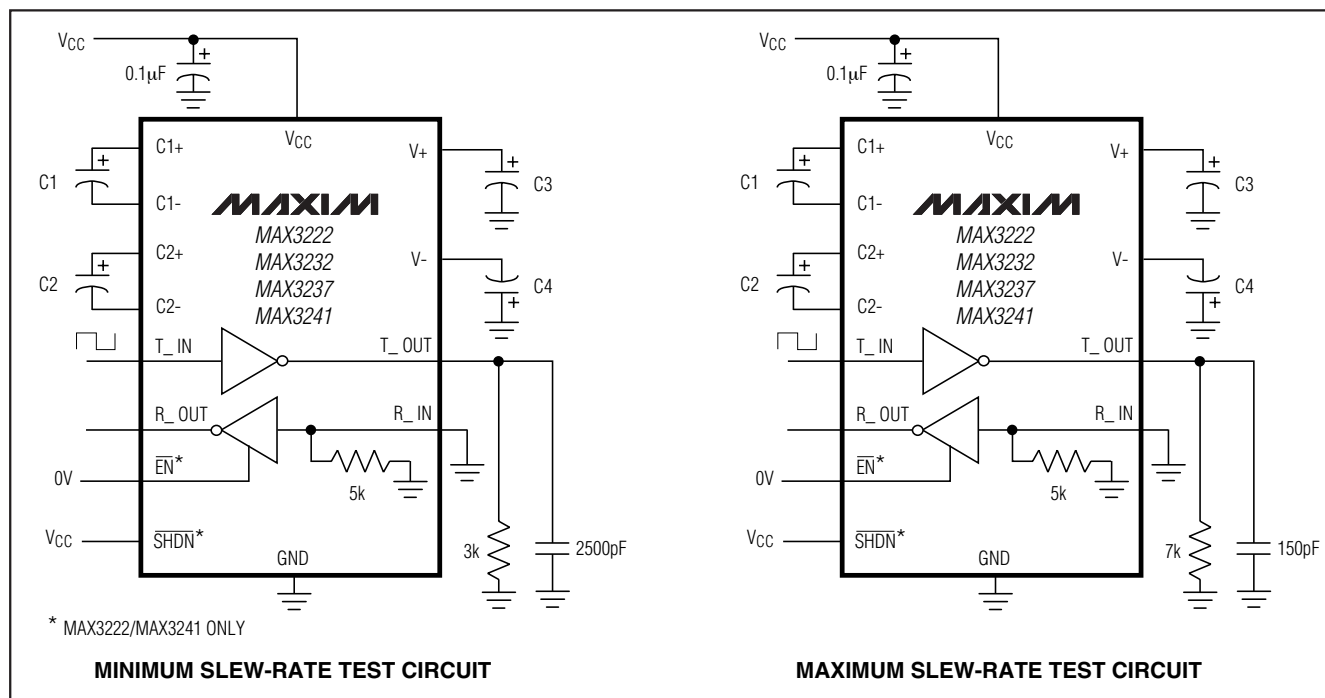 VCC
0.1μF
+
VCC
C1+
V+
+
C1
+
C3
C1-
MAXIM
MAX3222
C2+
MAX3232
V-
+
C2
MAX3237
C4
C2-
MAX3241
+
T_ IN
T_ OUT
R_ OUT
R_ IN
EN*
0V
5k
VCC
SHDN*
3k
2500pF
GND
* MAX3222/MAX3241 ONLY
MINIMUM SLEW-RATE TEST CIRCUIT
VCC
0.1μF
+
VCC
C1+
V+
+
C1
+
C3
C1-
MAXIM
MAX3222
C2+
MAX3232
V-
+
C2
MAX3237
C4
C2-
MAX3241
+
T_ IN
T_ OUT
R_ OUT
R_ IN
EN*
0V
5k
VCC
SHDN*
7k
150pF
GND
MAXIMUM SLEW-RATE TEST CIRCUIT